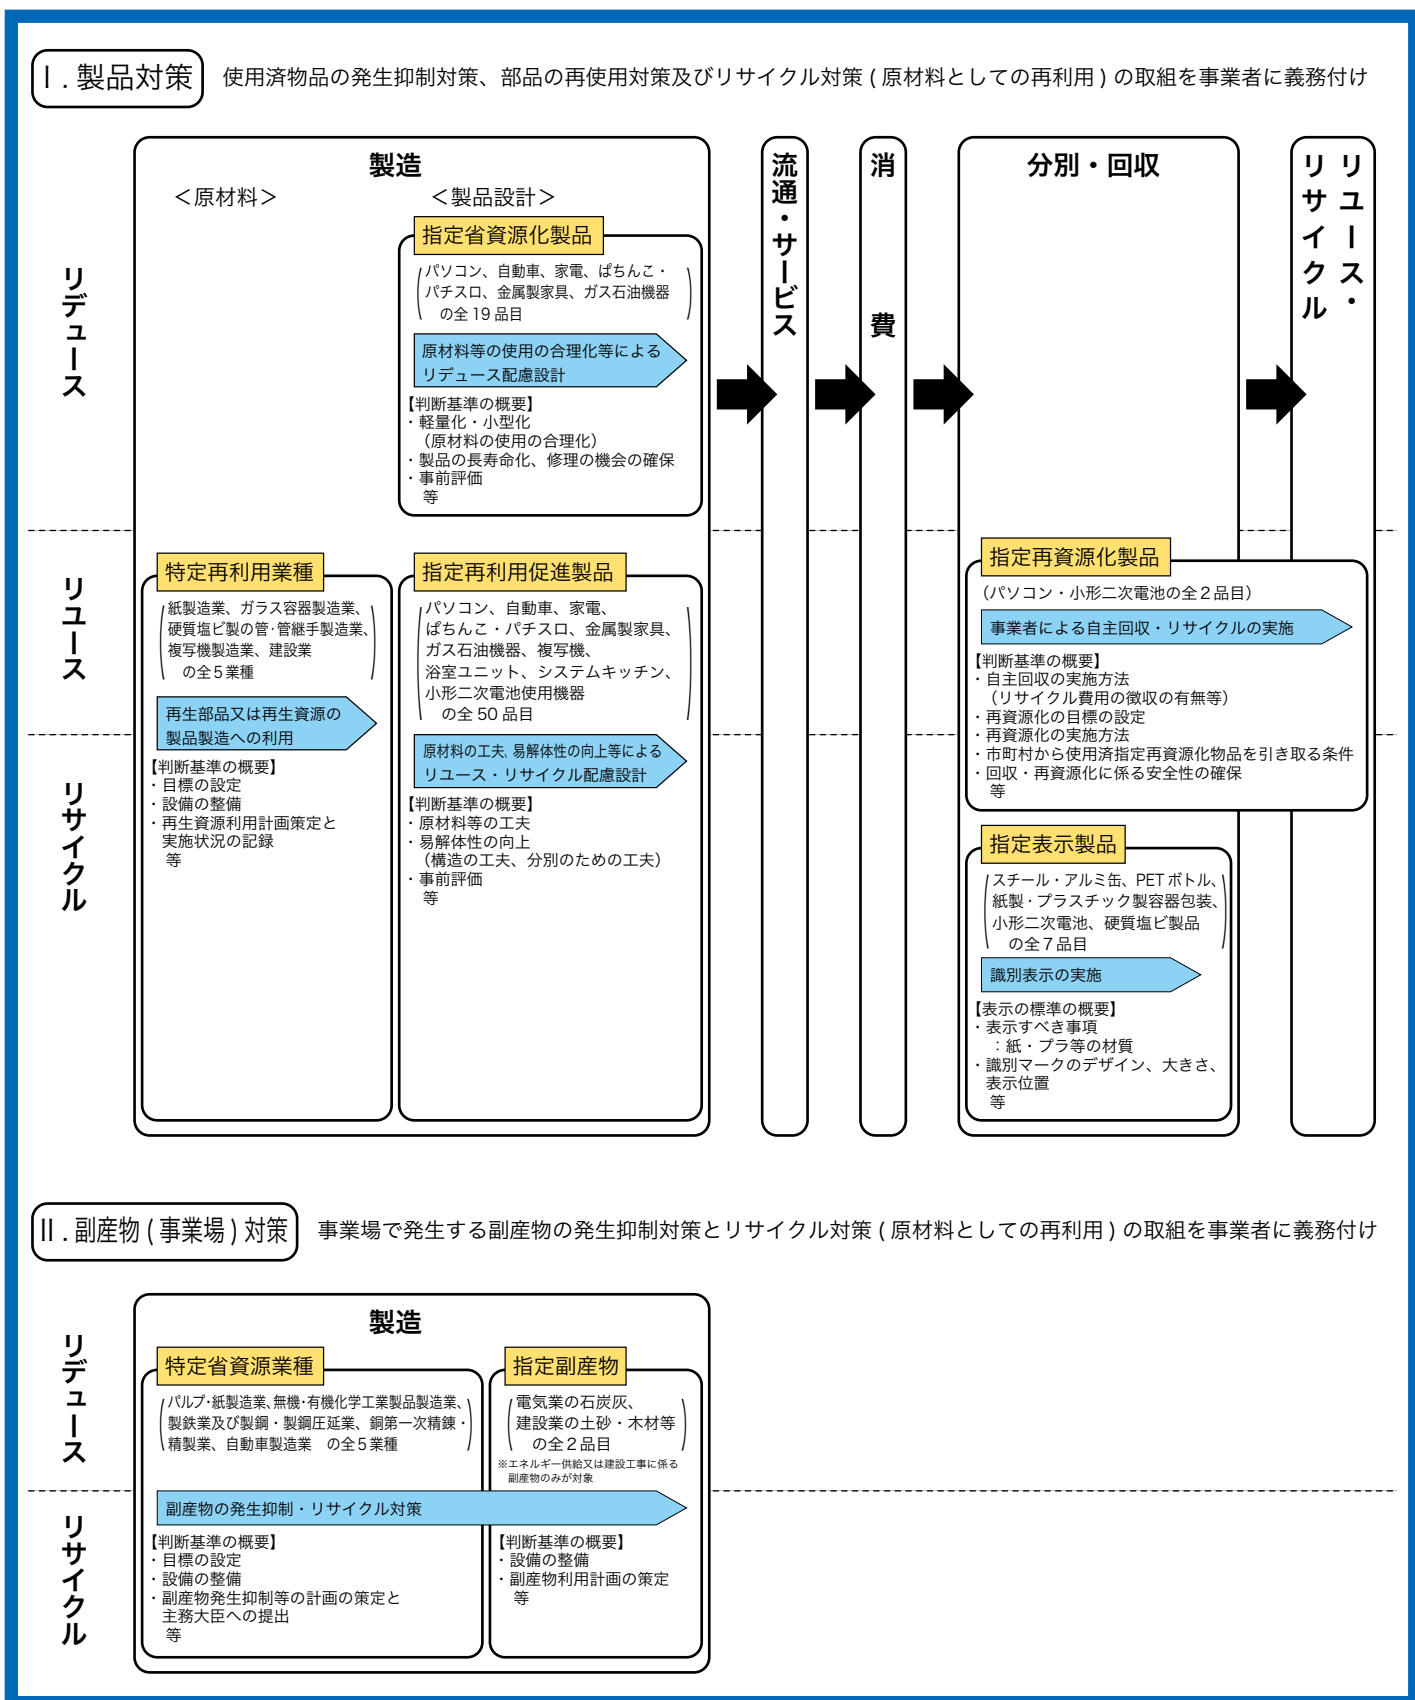 Ⅰ. 製品対策
使用済物品の発生抑制対策、部品の再使用対策及びリサイクル対策 ( 原材料としての再利用 ) の取組を事業者に義務付け
製造
＜原材料＞
＜製品設計＞
流通・サービス
消費
分別・回収
リユース・
リサイクル
リデュース
指定省資源化製品
パソコン、自動車、家電、ぱちんこ・
パチスロ、金属製家具、ガス石油機器
の全 19 品目
原材料等の使用の合理化等による
リデュース配慮設計
【判断基準の概要】
・軽量化・小型化
（原材料の使用の合理化）
・製品の長寿命化、修理の機会の確保
・事前評価
等
リユース
リサイクル
特定再利用業種
紙製造業、ガラス容器製造業、
硬質塩ビ製の管・管継手製造業、
複写機製造業、建設業
の全５業種
再生部品又は再生資源の
製品製造への利用
【判断基準の概要】
・目標の設定
・設備の整備
・再生資源利用計画策定と
実施状況の記録
等
指定再利用促進製品
パソコン、自動車、家電、
ぱちんこ・パチスロ、金属製家具、
ガス石油機器、複写機、
浴室ユニット、システムキッチン、
小形二次電池使用機器
の全 50 品目
原材料の工夫、易解体性の向上等による
リユース・リサイクル配慮設計
【判断基準の概要】
・原材料等の工夫
・易解体性の向上
（構造の工夫、分別のための工夫）
・事前評価
等
指定再資源化製品
（パソコン・小形二次電池の全２品目）
事業者による自主回収・リサイクルの実施
【判断基準の概要】
・自主回収の実施方法
（リサイクル費用の徴収の有無等）
・再資源化の目標の設定
・再資源化の実施方法
・市町村から使用済指定再資源化物品を引き取る条件
・回収・再資源化に係る安全性の確保
等
指定表示製品
スチール・アルミ缶、PET ボトル、
紙製・プラスチック製容器包装、
小形二次電池、硬質塩ビ製品
の全７品目
識別表示の実施
【表示の標準の概要】
・表示すべき事項
：紙・プラ等の材質
・識別マークのデザイン、大きさ、
表示位置
等
Ⅱ. 副産物 ( 事業場 ) 対策
事業場で発生する副産物の発生抑制対策とリサイクル対策 ( 原材料としての再利用 ) の取組を事業者に義務付け
製造
リデュース
リサイクル
特定省資源業種
パルプ・紙製造業、無機・有機化学工業製品製造業、
製鉄業及び製鋼・製鋼圧延業、銅第一次精錬・
精製業、自動車製造業　の全５業種
指定副産物
電気業の石炭灰、
建設業の土砂・木材等
の全２品目
※エネルギー供給又は建設工事に係る
副産物のみが対象
副産物の発生抑制・リサイクル対策
【判断基準の概要】
・目標の設定
・設備の整備
・副産物発生抑制等の計画の策定と
主務大臣への提出
等
【判断基準の概要】
・設備の整備
・副産物利用計画の策定
等